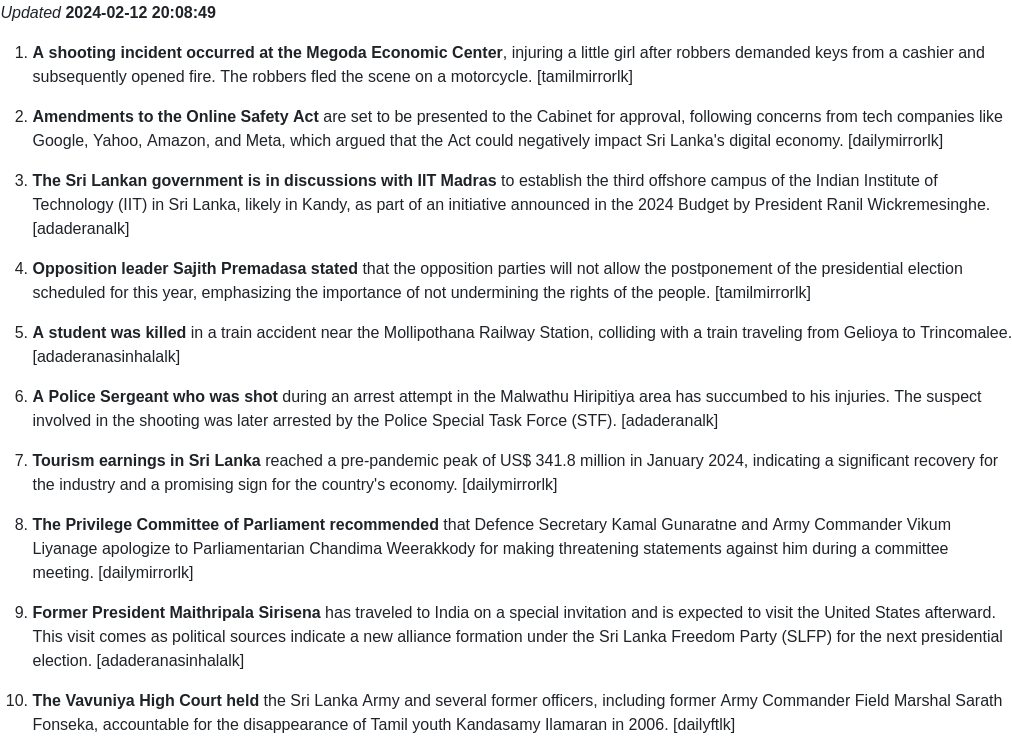 Updated 2024-02-12 20:08:49
1. A shooting incident occurred at the Megoda Economic Center, injuring a little girl after robbers demanded keys from a cashier and
subsequently opened fire. The robbers fled the scene on a motorcycle. [tamilmirrorlk]
2. Amendments to the Online Safety Act are set to be presented to the Cabinet for approval, following concerns from tech companies like
Google, Yahoo, Amazon, and Meta, which argued that the Act could negatively impact Sri Lanka's digital economy. [dailymirrorlk]
3. The Sri Lankan government is in discussions with IIT Madras to establish the third offshore campus of the Indian Institute of
Technology (IIT) in Sri Lanka, likely in Kandy, as part of an initiative announced in the 2024 Budget by President Ranil Wickremesinghe.
[adaderanalk]
4. Opposition leader Sajith Premadasa stated that the opposition parties will not allow the postponement of the presidential election
scheduled for this year, emphasizing the importance of not undermining the rights of the people. [tamilmirrorlk]
5. A student was killed in a train accident near the Mollipothana Railway Station, colliding with a train traveling from Gelioya to Trincomalee.
[adaderanasinhalalk]
6. A Police Sergeant who was shot during an arrest attempt in the Malwathu Hiripitiya area has succumbed to his injuries. The suspect
involved in the shooting was later arrested by the Police Special Task Force (STF). [adaderanalk]
7. Tourism earnings in Sri Lanka reached a pre-pandemic peak of US$ 341.8 million in January 2024, indicating a significant recovery for
the industry and a promising sign for the country's economy. [dailymirrorlk]
8. The Privilege Committee of Parliament recommended that Defence Secretary Kamal Gunaratne and Army Commander Vikum
Liyanage apologize to Parliamentarian Chandima Weerakkody for making threatening statements against him during a committee
meeting. [dailymirrorlk]
9. Former President Maithripala Sirisena has traveled to India on a special invitation and is expected to visit the United States afterward.
This visit comes as political sources indicate a new alliance formation under the Sri Lanka Freedom Party (SLFP) for the next presidential
election. [adaderanasinhalalk]
10. The Vavuniya High Court held the Sri Lanka Army and several former officers, including former Army Commander Field Marshal Sarath
Fonseka, accountable for the disappearance of Tamil youth Kandasamy Ilamaran in 2006. [dailyftlk]